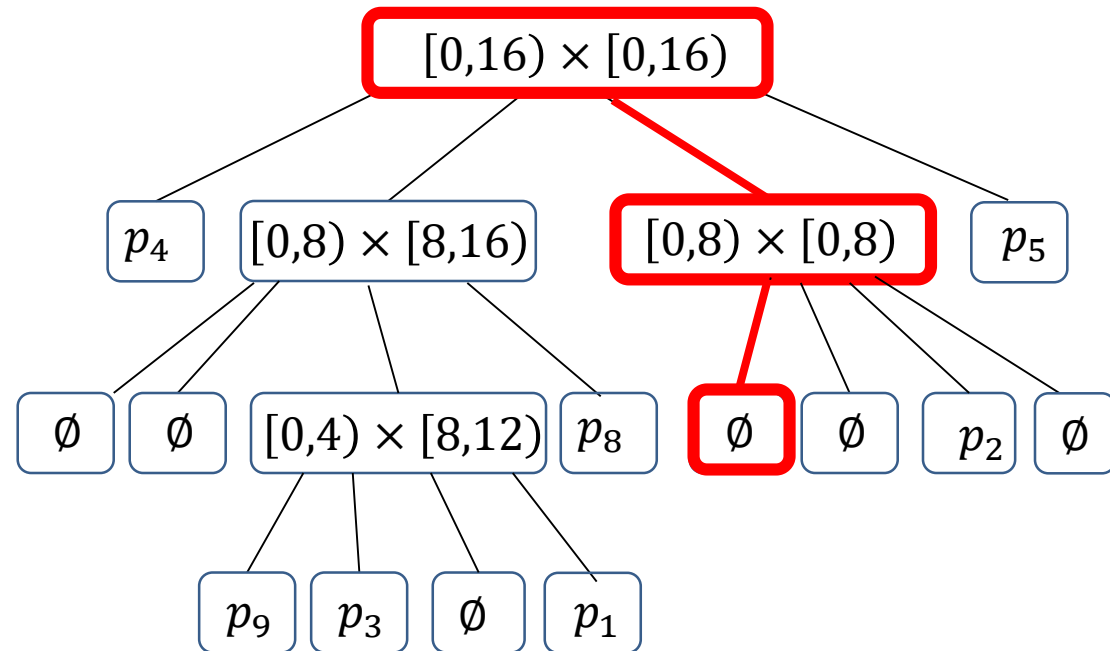 [0,16) × [0,16)
p₄ [0,8) × [8,16) [0,8) × [0,8) p₅
∅ ∅ [0,4) × [8,12) p₈ ∅ ∅ p₂ ∅
p₉ p₃ ∅ p₁